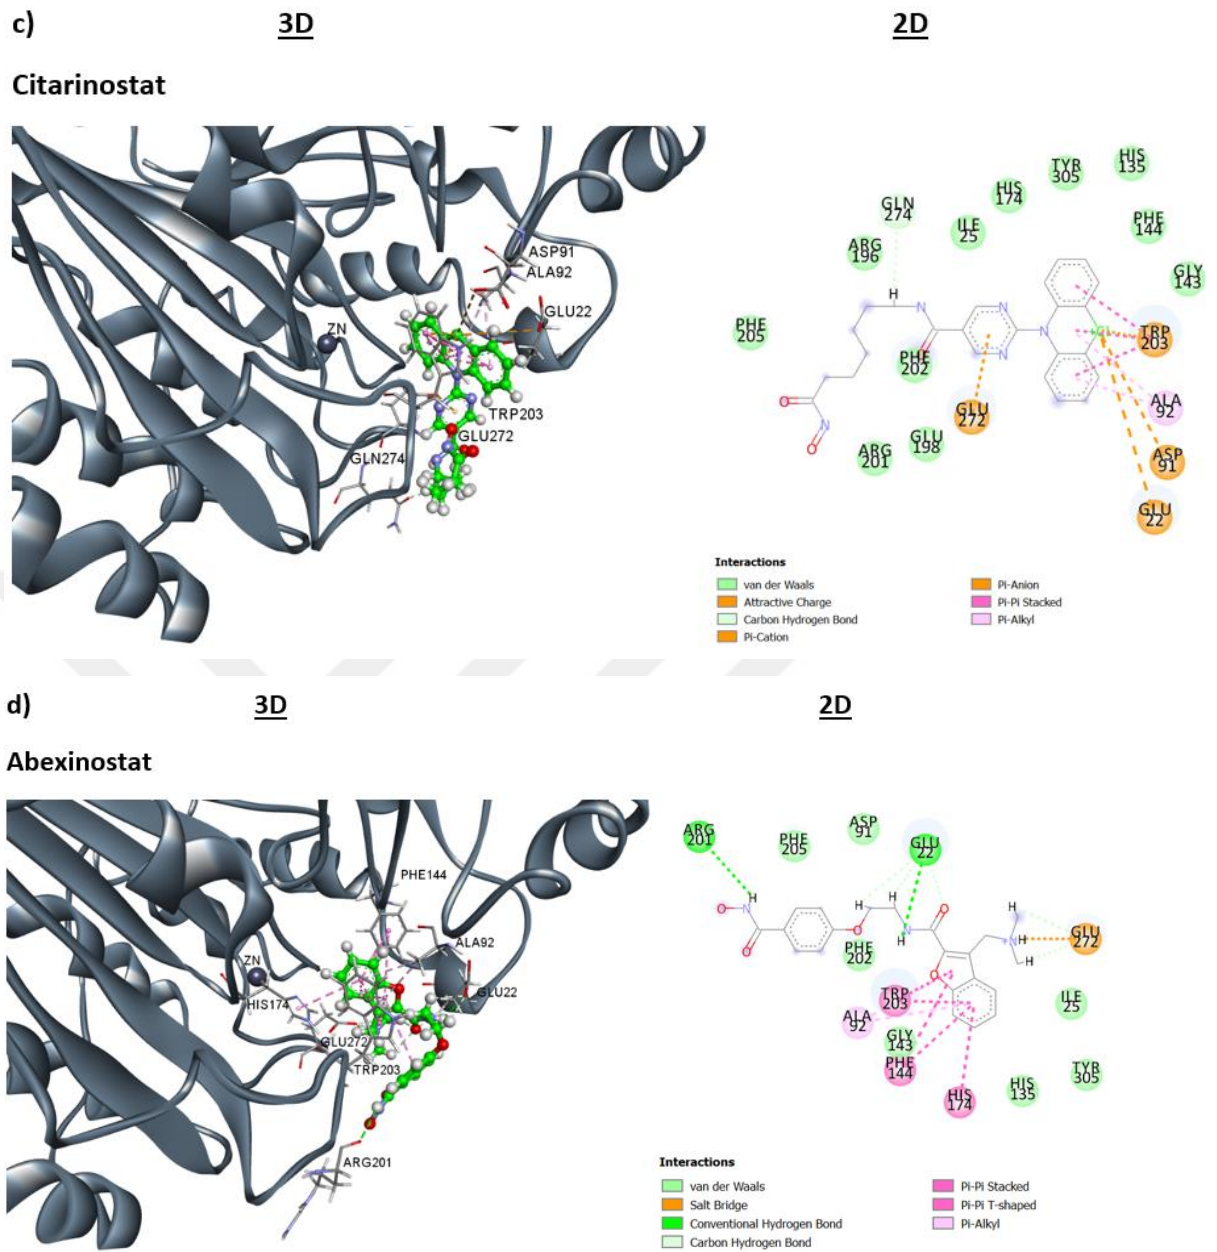 c)
3D
2D
Citarinostat
ASP91
ALA92
GLU22
ZN
TRP203
GLU272
GLN274
HIS
135
TYR
305
HIS
174
GLN
274
ILE
25
PHE
144
ARG
196
GLY
143
H
N
N
N
N
O
PHE
205
TRP
203
PHE
202
ALA
92
GLU
272
O
N
O
GLU
198
ARG
201
ASP
91
GLU
22
Interactions
van der Waals
Attractive Charge
Carbon Hydrogen Bond
Pi-Cation
Pi-Anion
Pi-Pi Stacked
Pi-Alkyl
d)
3D
2D
Abexinostat
PHE144
ALA92
ZN
HIS174
GLU22
GLU272
TRP203
ARG201
ARG
201
PHE
205
ASP
91
GLU
22
H
O
N
O
O
H
H
N
H
O
H
N
H
H
GLU
272
PHE
202
O
TRP
203
ILE
25
ALA
92
GLY
143
PHE
144
HIS
174
HIS
135
TYR
305
Interactions
van der Waals
Salt Bridge
Conventional Hydrogen Bond
Carbon Hydrogen Bond
Pi-Pi Stacked
Pi-Pi T-shaped
Pi-Alkyl